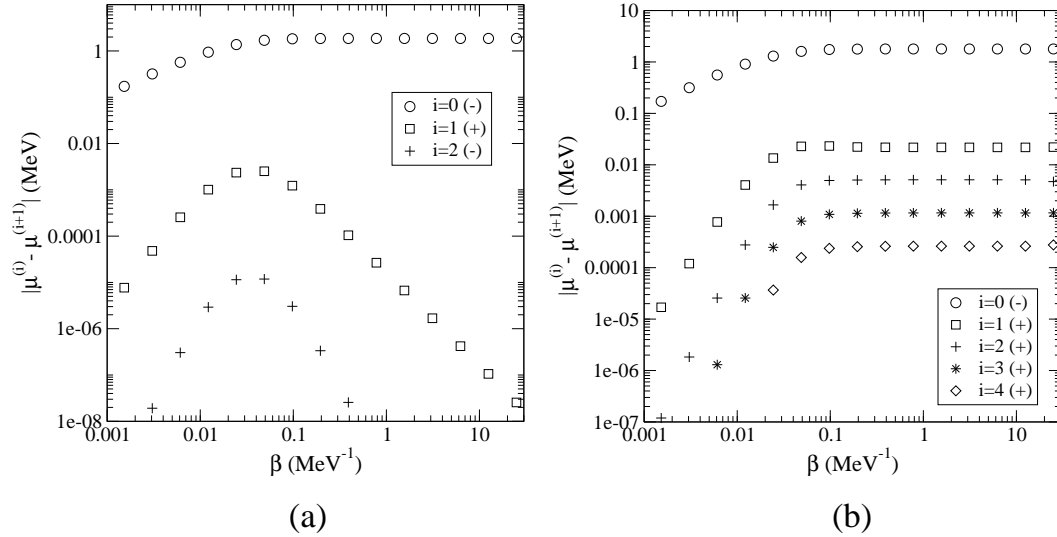 1
0.01
0.0001
1e-06
1e-08
0.001
0.01
0.1
1
10
β (MeV⁻¹)
|μ⁽ⁱ⁾ - μ⁽ⁱ⁺¹⁾| (MeV)
i=0 (-)
i=1 (+)
i=2 (-)
(a)
10
1
0.1
0.01
0.001
0.0001
1e-05
1e-06
1e-07
0.001
0.01
0.1
1
10
β (MeV⁻¹)
|μ⁽ⁱ⁾ - μ⁽ⁱ⁺¹⁾| (MeV)
i=0 (-)
i=1 (+)
i=2 (+)
i=3 (+)
i=4 (+)
(b)